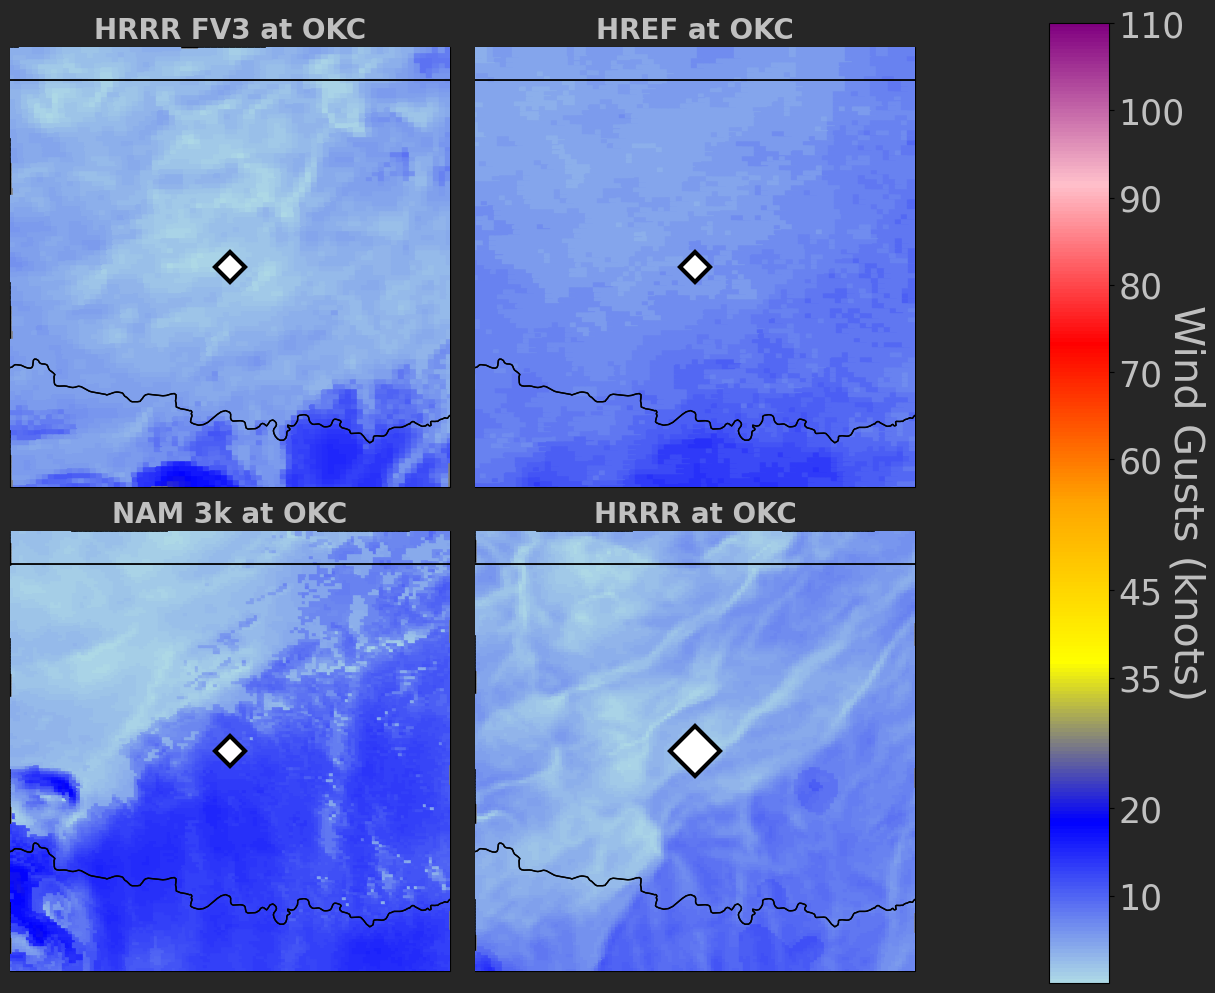 HRRR FV3 at OKC
HREF at OKC
NAM 3k at OKC
HRRR at OKC
110
100
90
80
70
60
45
35
20
10
Wind Gusts (knots)